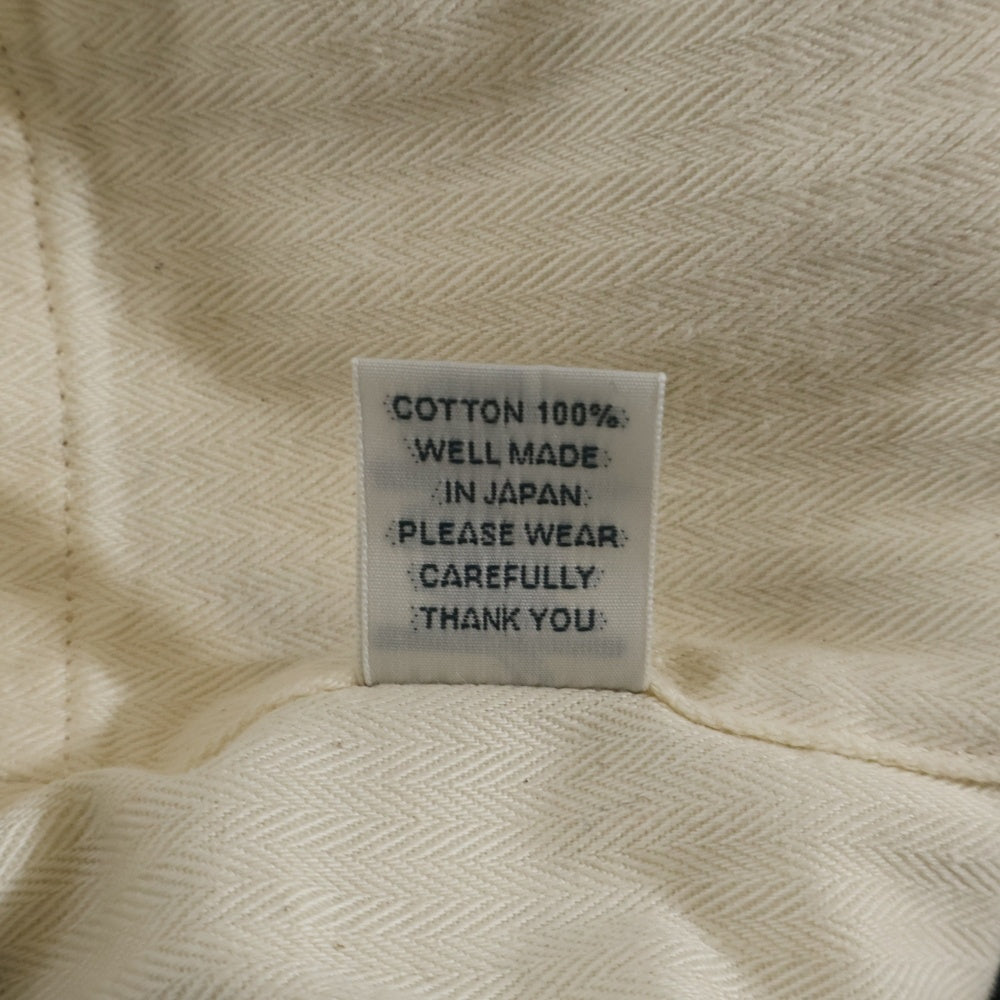 COTTON 100%
WELL MADE
IN JAPAN
PLEASE WEAR
CAREFULLY
THANK YOU